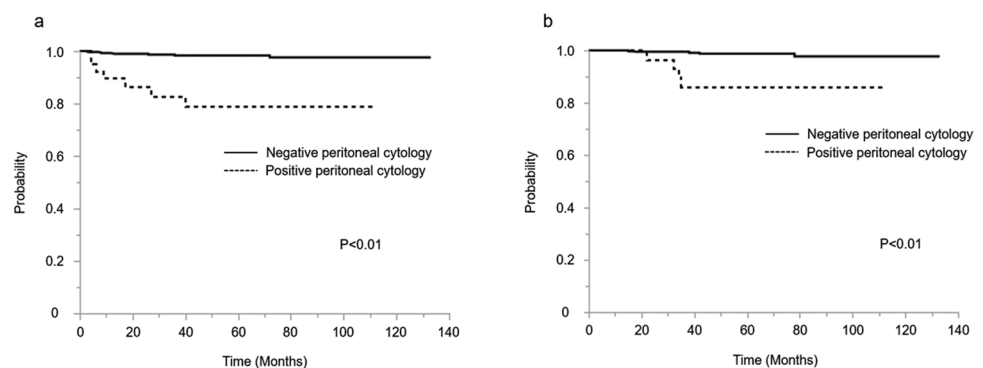 a
1.0
0.8
0.6
0.4
0.2
0
Probability
Negative peritoneal cytology
Positive peritoneal cytology
P<0.01
0 20 40 60 80 100 120 140
Time (Months)
b
1.0
0.8
0.6
0.4
0.2
0
Probability
Negative peritoneal cytology
Positive peritoneal cytology
P<0.01
0 20 40 60 80 100 120 140
Time (Months)